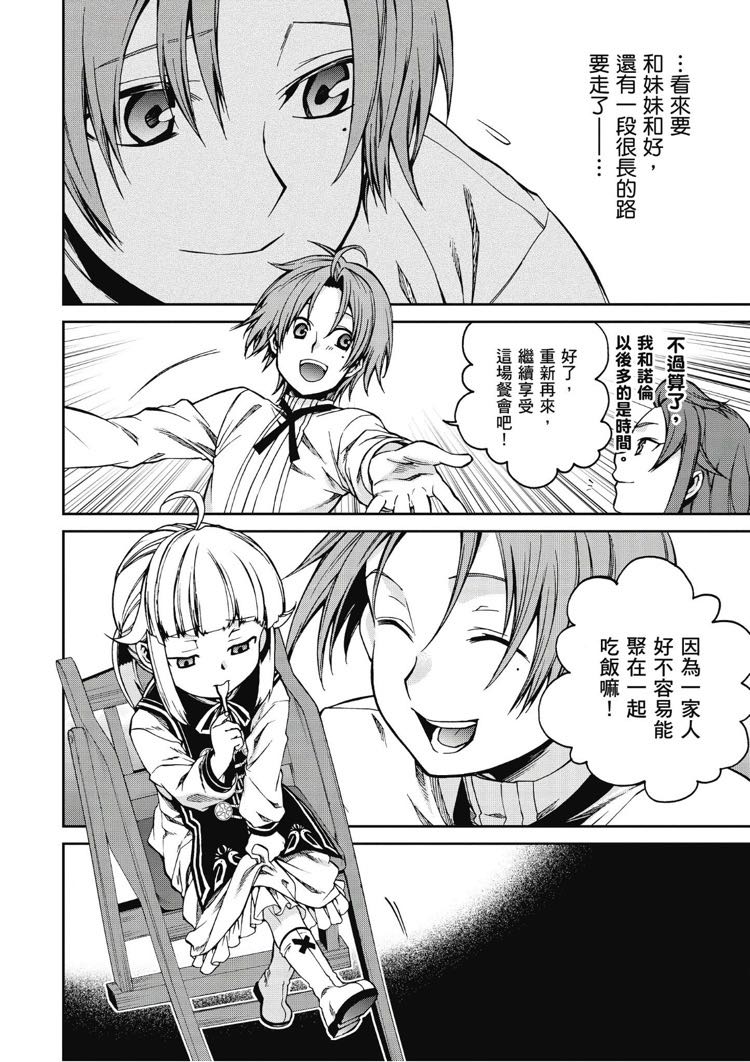 …看來要
和妹妹和好，
還有一段很長的路
要走了——…
不過算了，
我和諾倫
以後多的是時間。
好了，
重新再來，
繼續享受
這場餐會吧！
因為一家人
好不容易能
聚在一起
吃飯嘛！